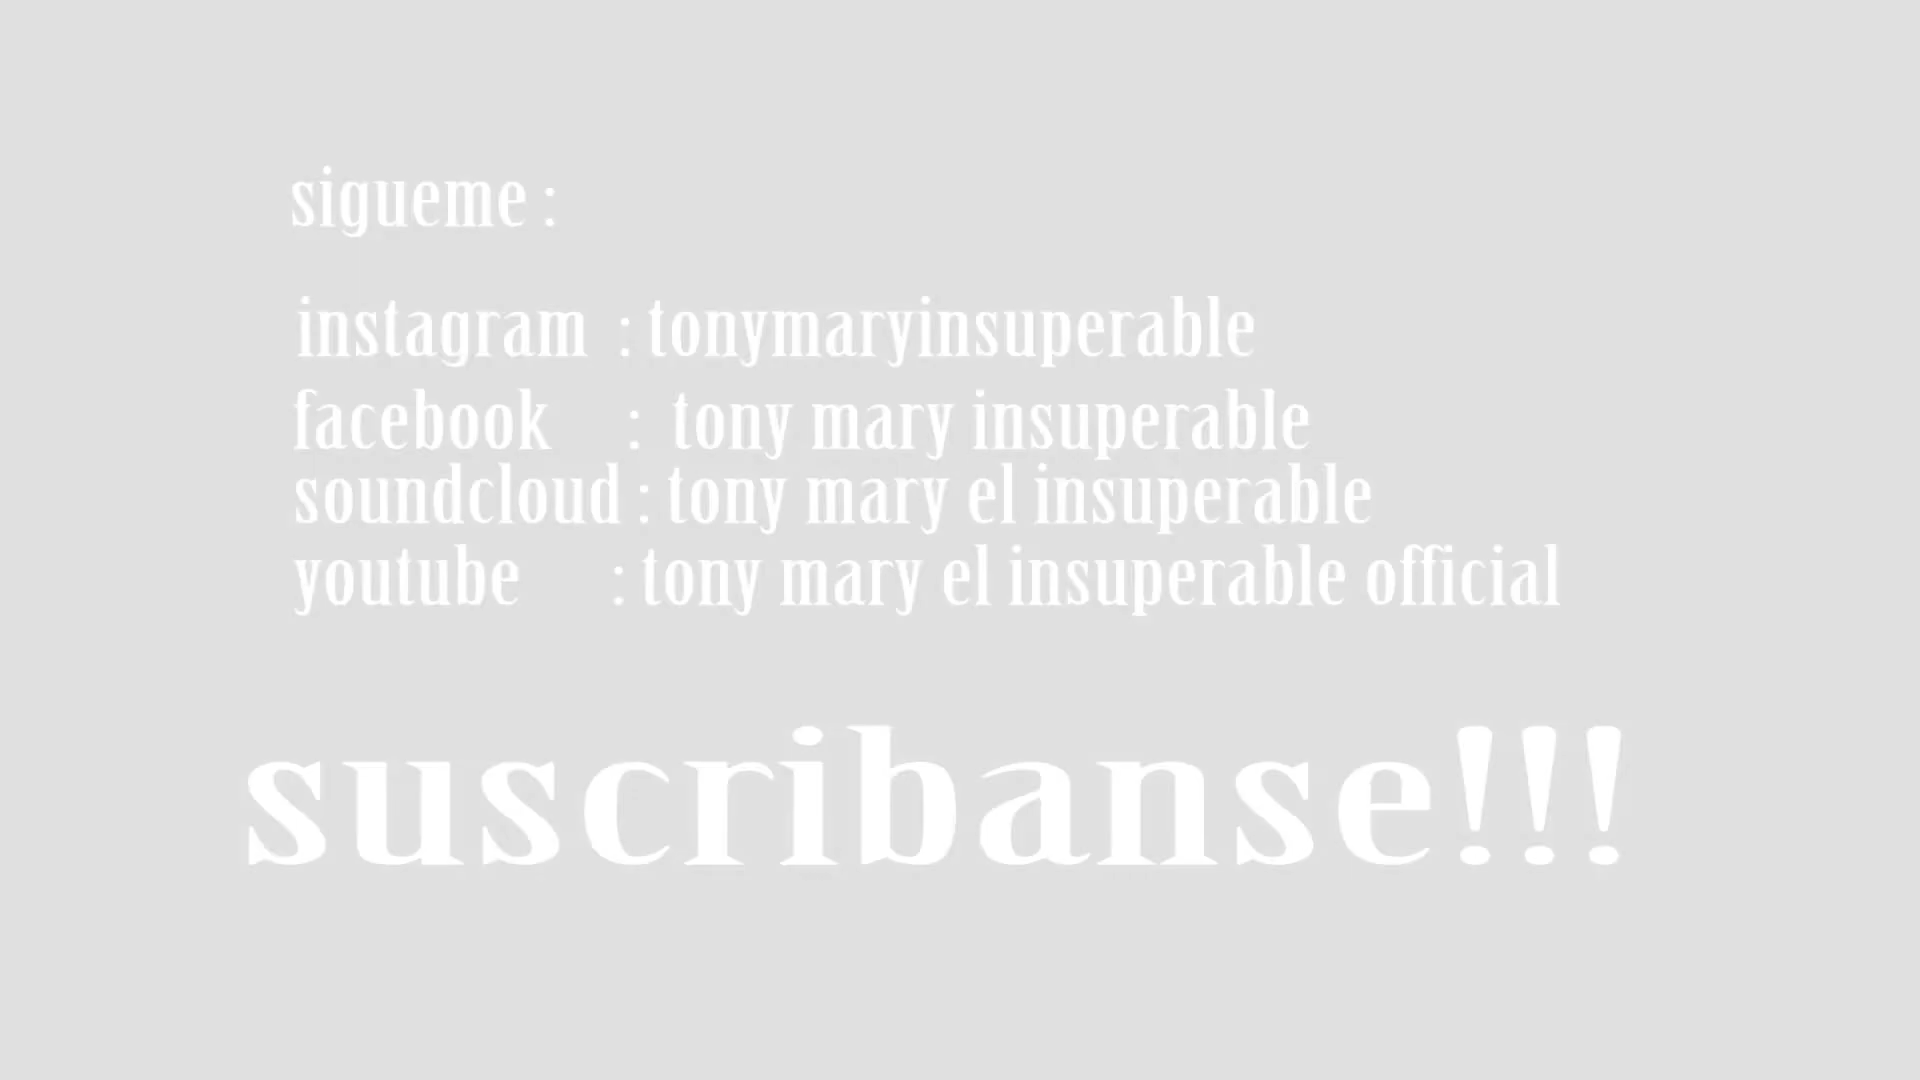 sigueme :
instagram : tonymaryinsuperable
facebook : tony mary insuperable
soundcloud : tony mary el insuperable
youtube : tony mary el insuperable official
suscribanse!!!